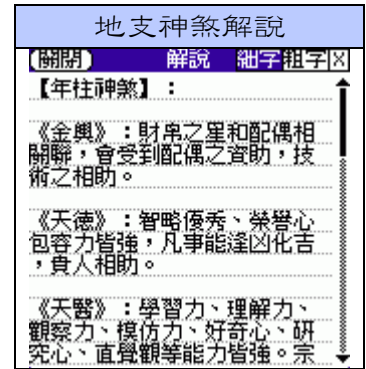 地支神煞解說
(關閉) 解說 細字 粗字 ×
【年柱神煞】：
《金輿》：財帛之星和配偶相
關聯，會受到配偶之資助，技
術之相助。
《天德》：智略優秀、榮譽心
包容力皆強，凡事能逢凶化吉
，貴人相助。
《天醫》：學習力、理解力、
觀察力、模仿力、好奇心、研
究心、直覺觀等能力皆強。宗